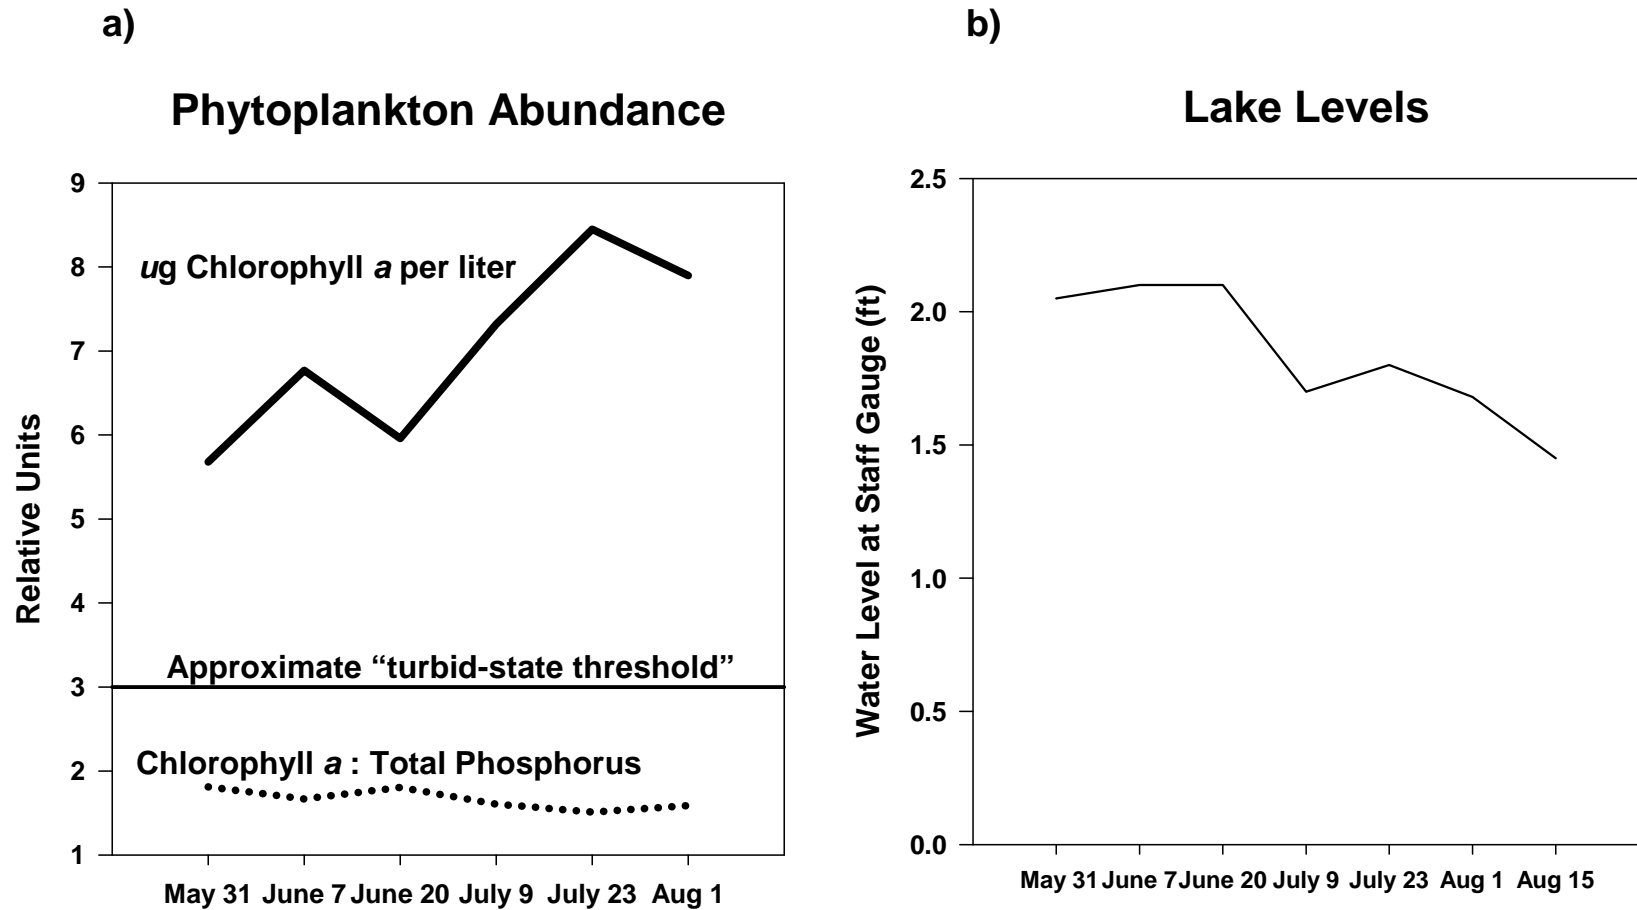 a)
Phytoplankton Abundance
Relative Units
9
8
7
6
5
4
3
2
1
ug Chlorophyll a per liter
Approximate “turbid-state threshold”
Chlorophyll a : Total Phosphorus
May 31 June 7 June 20 July 9 July 23 Aug 1
b)
Lake Levels
Water Level at Staff Gauge (ft)
2.5
2.0
1.5
1.0
0.5
0.0
May 31 June 7 June 20 July 9 July 23 Aug 1 Aug 15